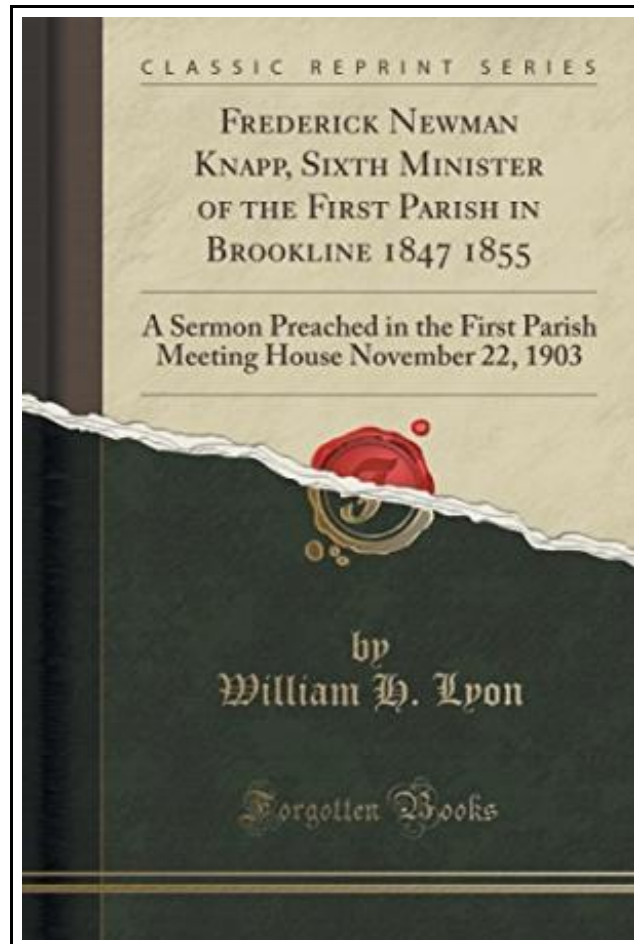 CLASSIC REPRINT SERIES
FREDERICK NEWMAN
KNAPP, SIXTH MINISTER
OF THE FIRST PARISH IN
BROOKLINE 1847 1855
A Sermon Preached in the First Parish
Meeting House November 22, 1903
by
William H. Lyon
Forgotten Books